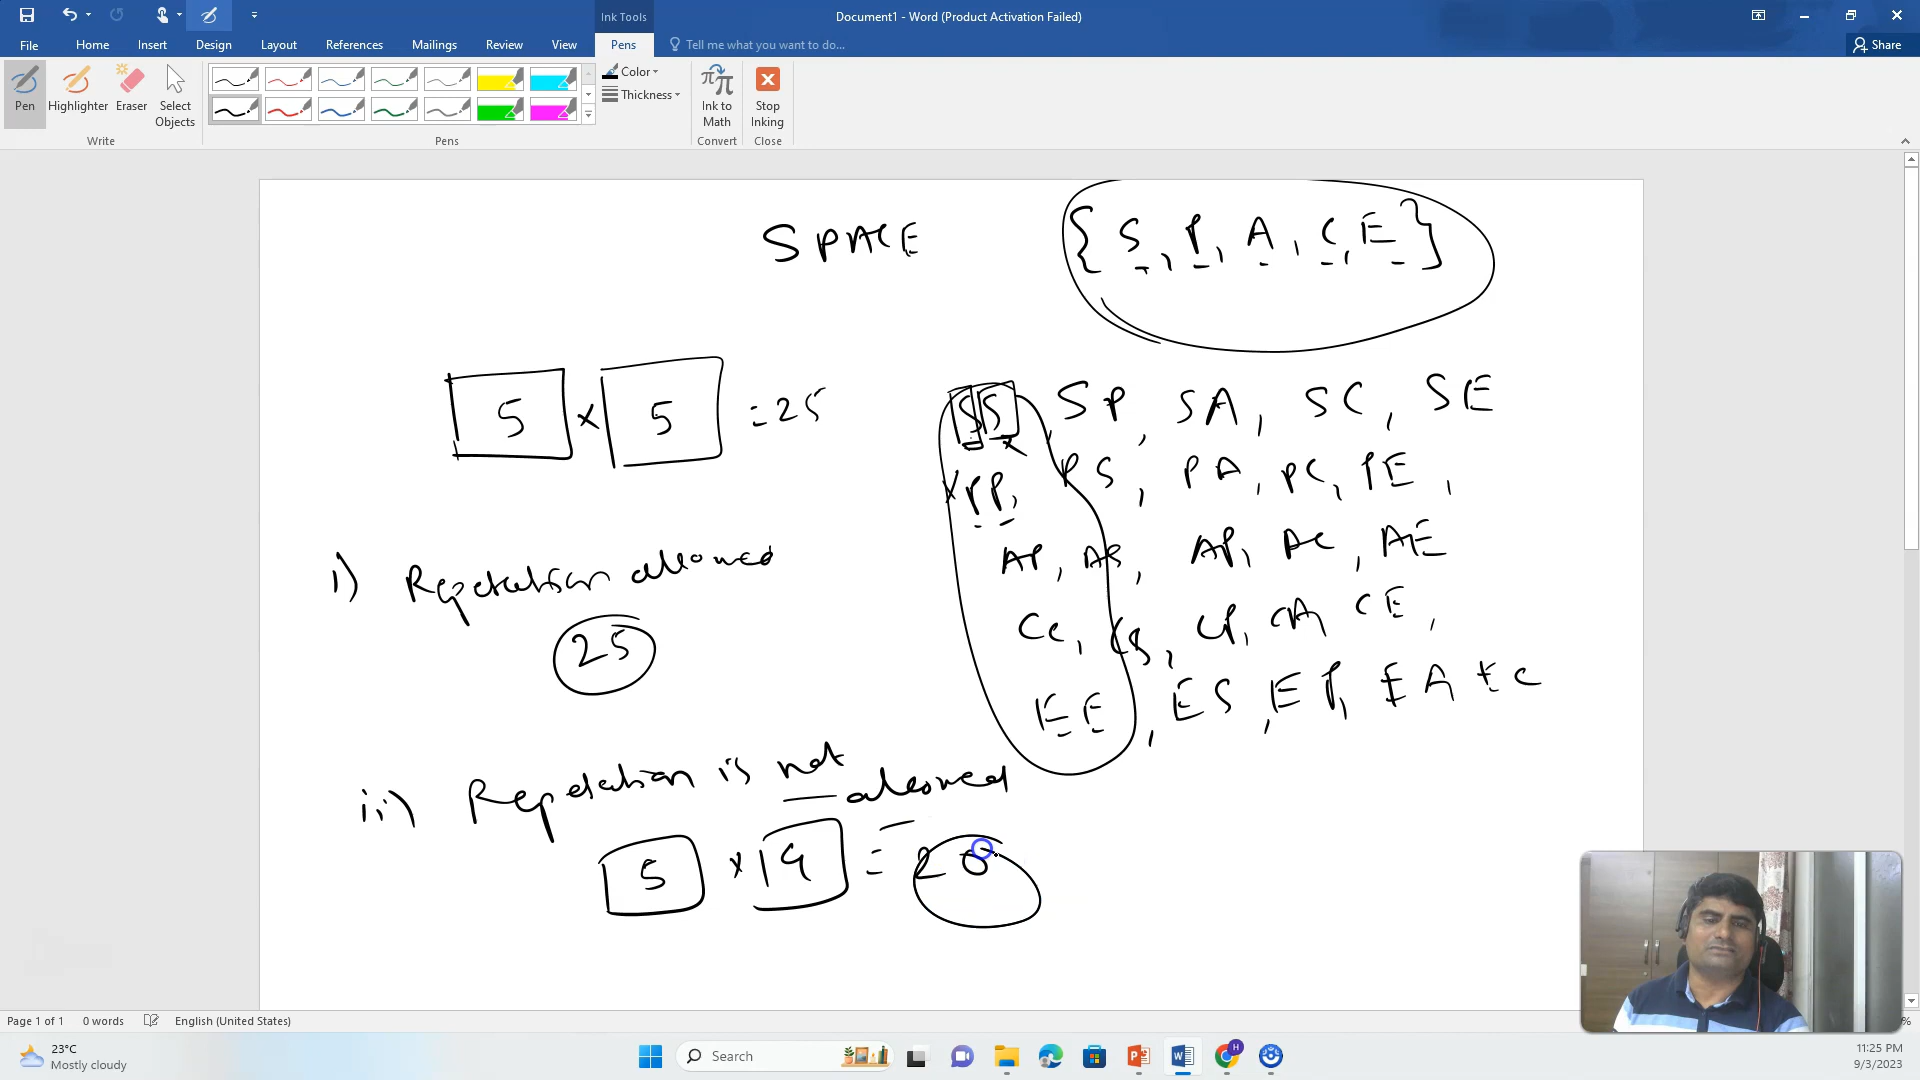 Ink Tools
Document1 - Word (Product Activation Failed)
File Home Insert Design Layout References Mailings Review View Pens Tell me what you want to do... Share
Pen Highlighter Eraser Select Objects
Color
Thickness
Ink to Math
Stop Inking
Write Pens Convert Close
SPACE {S, P, A, C, E}
5 × 5 = 25
SS, SP, SA, SC, SE
× PP, PS, PA, PC, PE,
AP, AS, AP, AC, AE
i) Repetation allowed
CC, CS, CP, CA, CE,
25
EE, ES, EP, EA EC
ii) Repetation is not allowed
5 × 4 = 20
Page 1 of 1 0 words English (United States) %
23°C
Mostly cloudy
Search
11:25 PM
9/3/2023